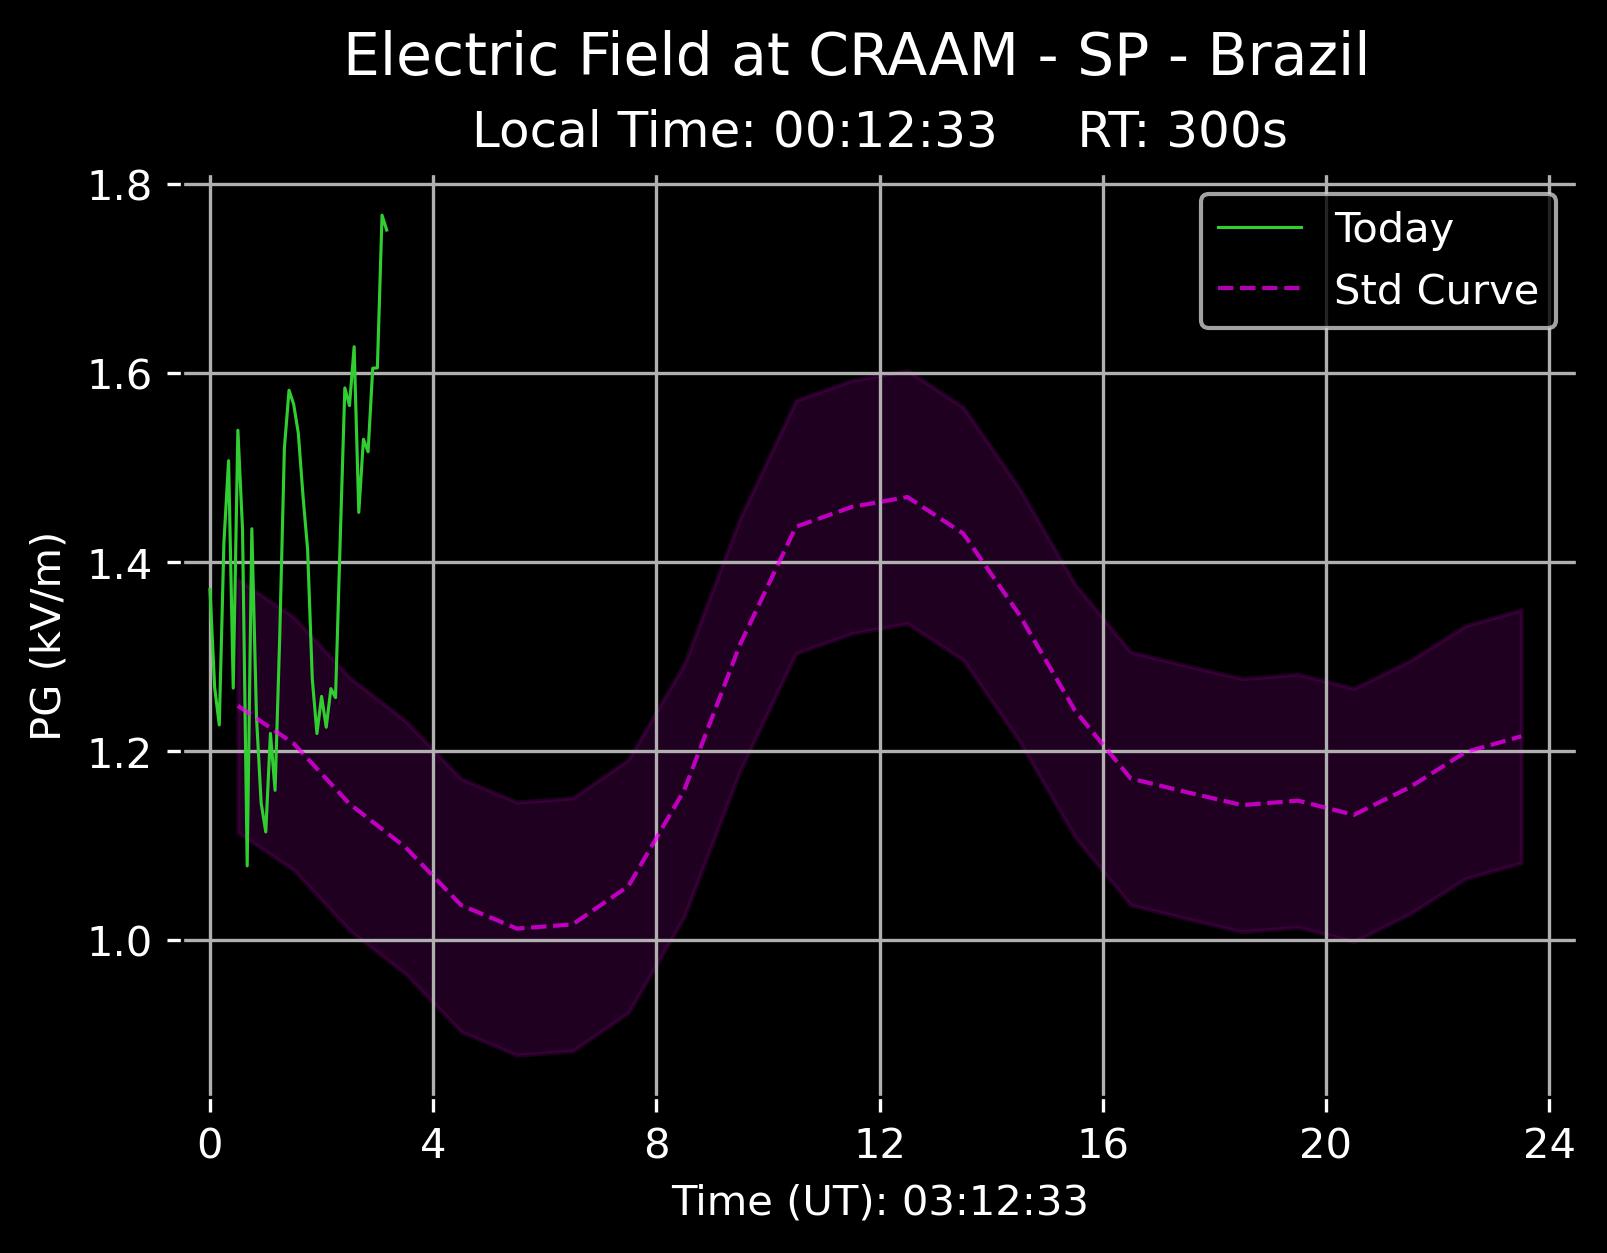 Electric Field at CRAAM - SP - Brazil
Local Time: 00:12:33 RT: 300s
Today
Std Curve
PG (kV/m)
1.8
1.6
1.4
1.2
1.0
0 4 8 12 16 20 24
Time (UT): 03:12:33